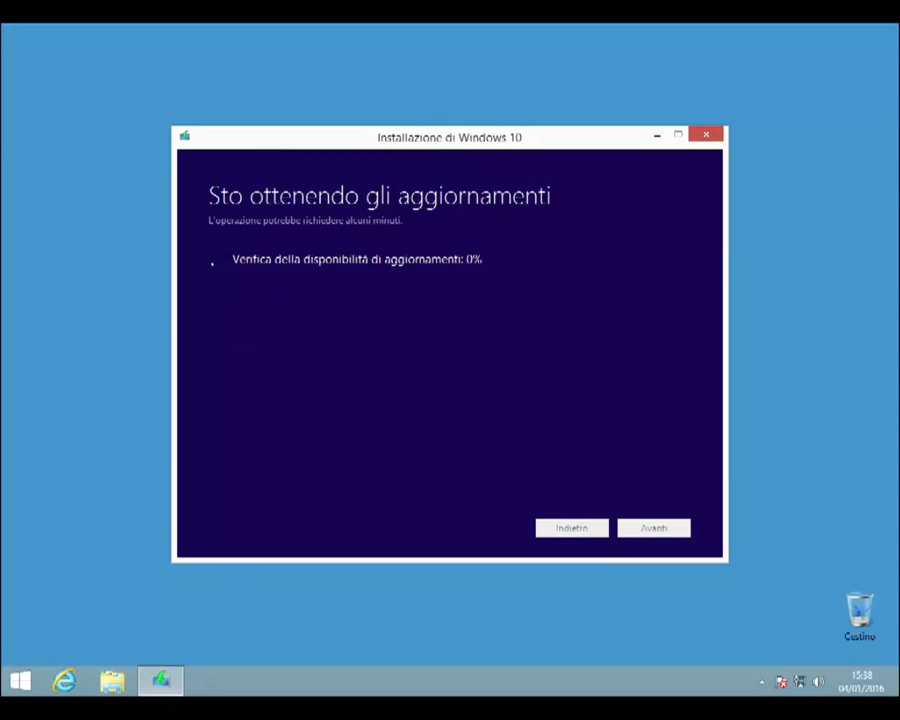 Installazione di Windows 10
Sto ottenendo gli aggiornamenti
L'operazione potrebbe richiedere alcuni minuti.
Verifica della disponibilità di aggiornamenti: 0%
Indietro
Avanti
Cestino
15:38
04/01/2016